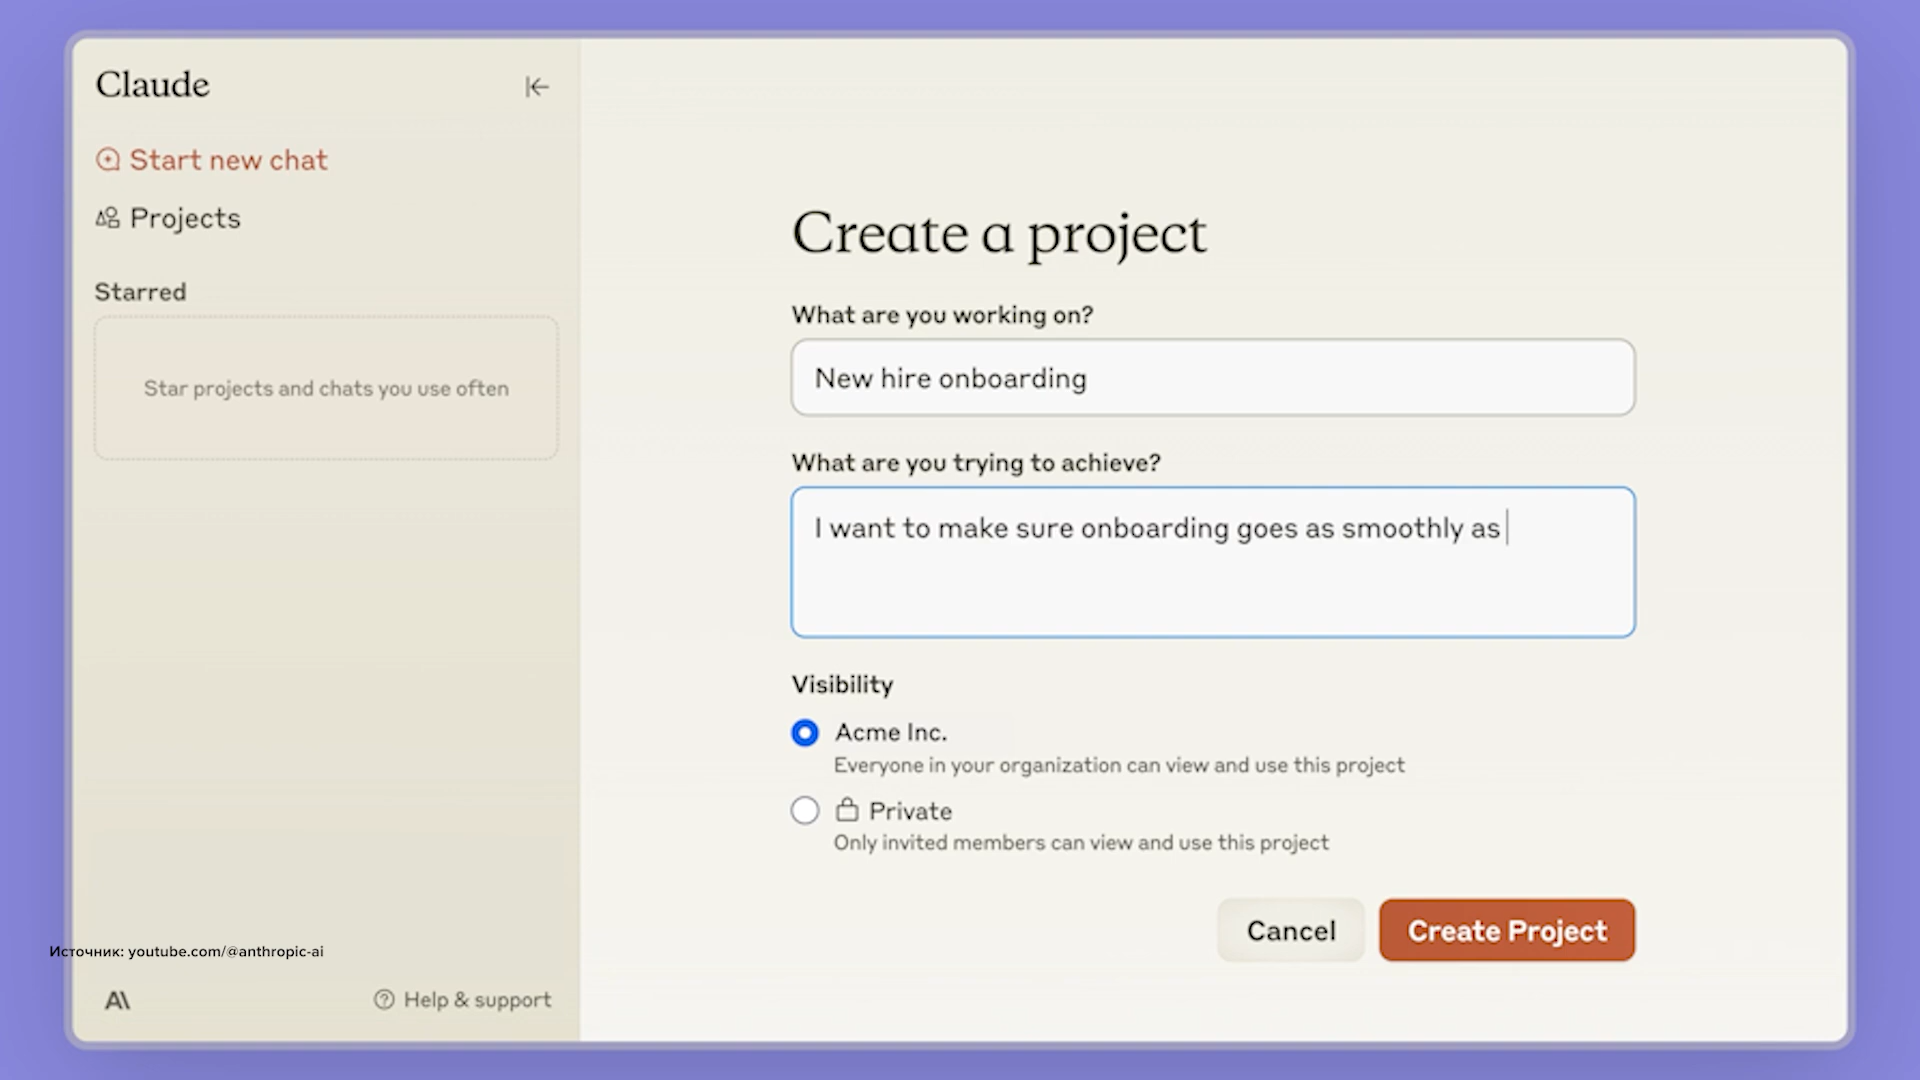 Claude
Start new chat
Projects
Starred
Star projects and chats you use often
Create a project
What are you working on?
New hire onboarding
What are you trying to achieve?
I want to make sure onboarding goes as smoothly as
Visibility
Acme Inc.
Everyone in your organization can view and use this project
Private
Only invited members can view and use this project
Cancel
Create Project
Источник: youtube.com/@anthropic-ai
A\
Help & support